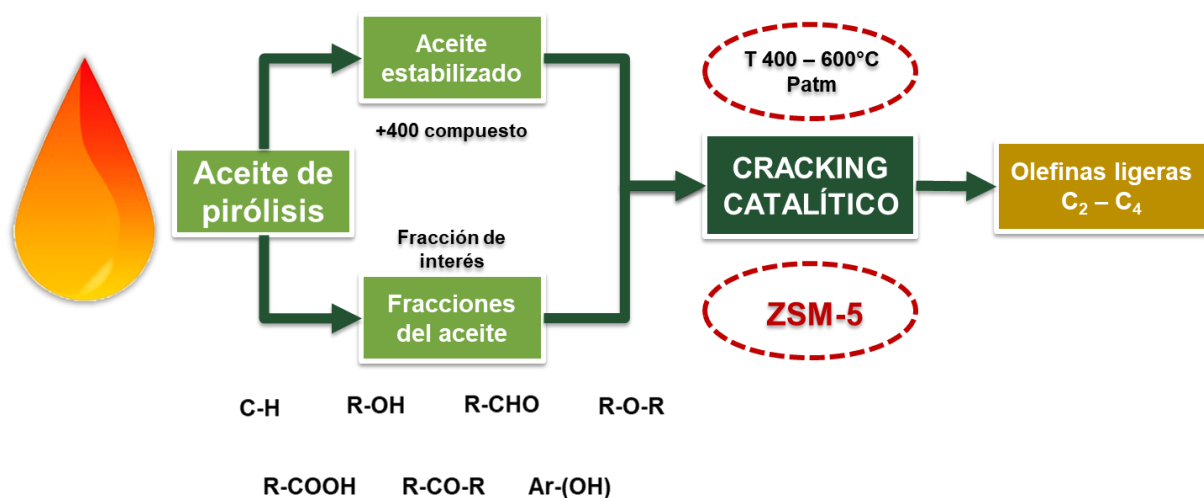 Aceite de
pirólisis
Aceite
estabilizado
+400 compuesto
Fracción de
interés
Fracciones
del aceite
T 400 – 600°C
Patm
CRACKING
CATALÍTICO
ZSM-5
Olefinas ligeras
C₂ – C₄
C-H R-OH R-CHO R-O-R
R-COOH R-CO-R Ar-(OH)